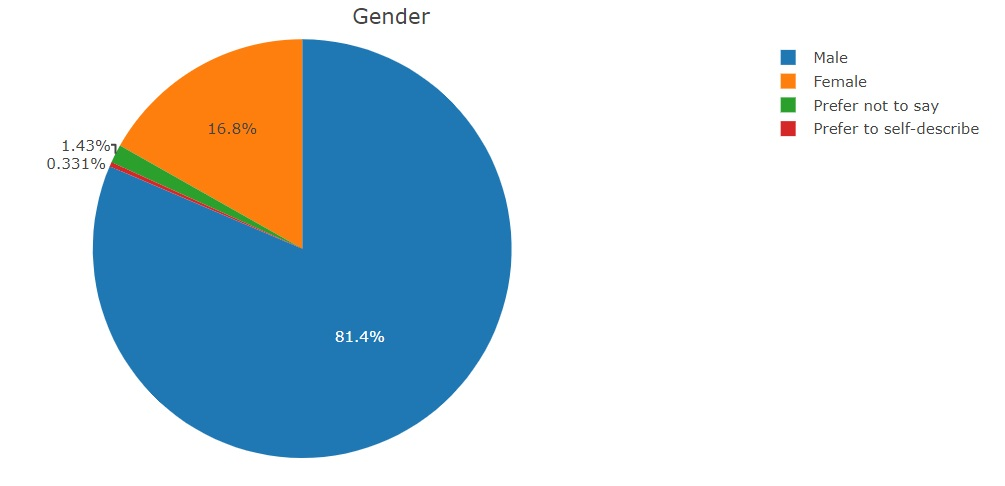 Gender
Male
Female
Prefer not to say
Prefer to self-describe
16.8%
1.43%
0.331%
81.4%